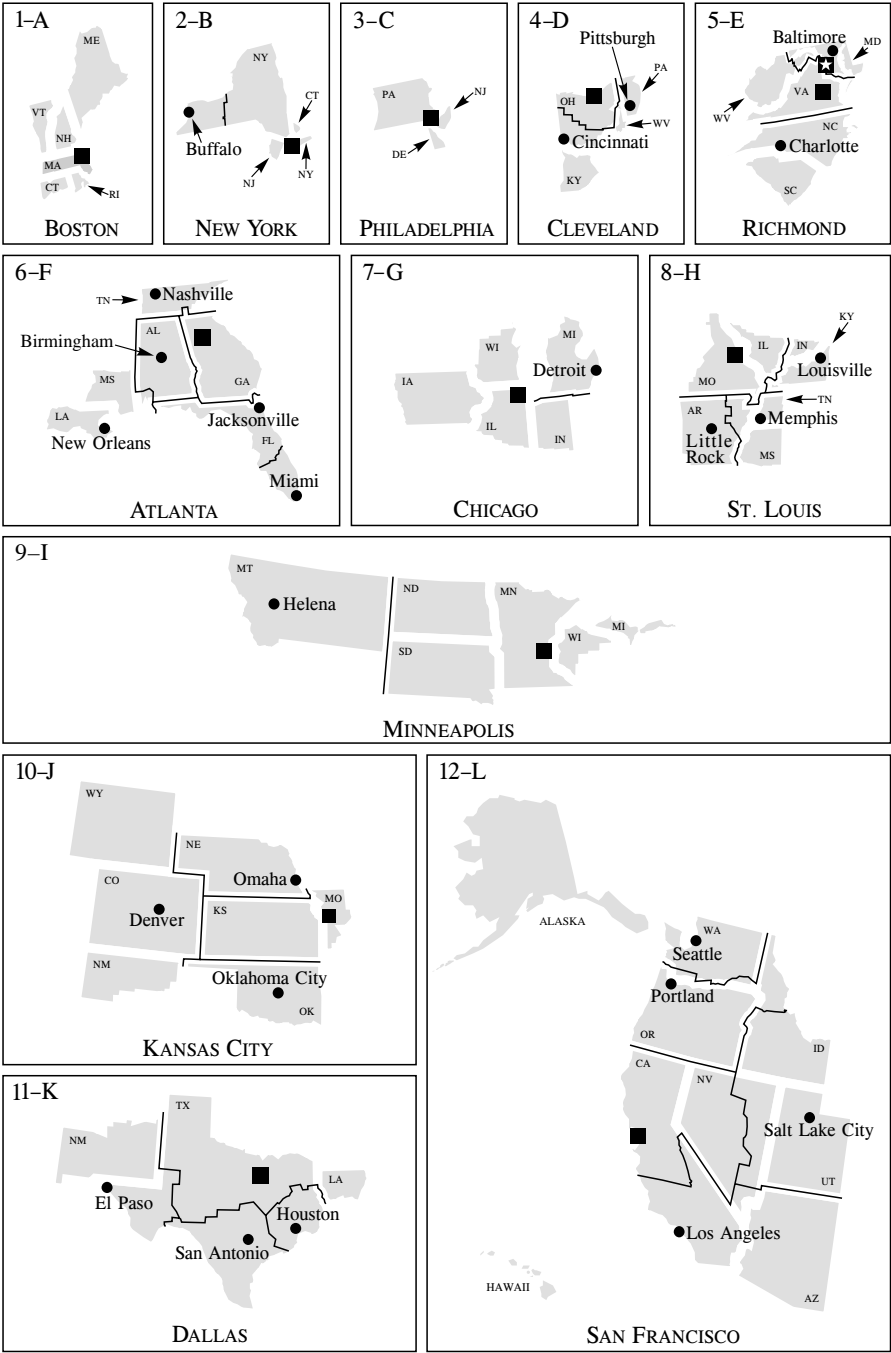 1–A
ME
VT
NH
MA
CT
RI
BOSTON
2–B
NY
CT
Buffalo
NJ
NY
NEW YORK
3–C
PA
NJ
DE
PHILADELPHIA
4–D
Pittsburgh
PA
OH
WV
Cincinnati
KY
CLEVELAND
5–E
Baltimore
MD
VA
WV
NC
Charlotte
SC
RICHMOND
6–F
TN
Nashville
AL
Birmingham
MS
GA
LA
Jacksonville
New Orleans
FL
Miami
ATLANTA
7–G
MI
WI
Detroit
IA
IL
IN
CHICAGO
8–H
KY
IL
IN
Louisville
MO
TN
AR
Memphis
Little
Rock
MS
ST. LOUIS
9–I
MT
ND
MN
Helena
MI
WI
SD
MINNEAPOLIS
10–J
WY
NE
CO
Omaha
MO
KS
Denver
NM
Oklahoma City
OK
KANSAS CITY
11–K
TX
NM
LA
El Paso
Houston
San Antonio
DALLAS
12–L
ALASKA
WA
Seattle
Portland
OR
ID
CA
NV
Salt Lake City
UT
Los Angeles
HAWAII
AZ
SAN FRANCISCO